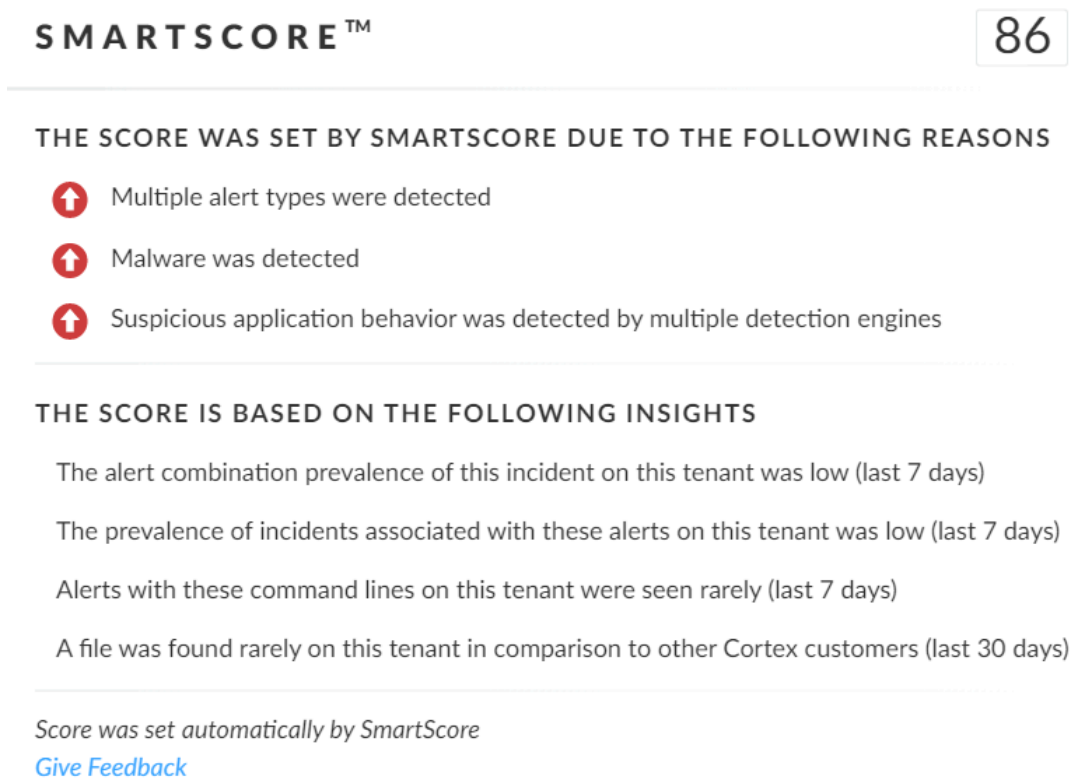 SMARTSCORE™
86
THE SCORE WAS SET BY SMARTSCORE DUE TO THE FOLLOWING REASONS
Multiple alert types were detected
Malware was detected
Suspicious application behavior was detected by multiple detection engines
THE SCORE IS BASED ON THE FOLLOWING INSIGHTS
The alert combination prevalence of this incident on this tenant was low (last 7 days)
The prevalence of incidents associated with these alerts on this tenant was low (last 7 days)
Alerts with these command lines on this tenant were seen rarely (last 7 days)
A file was found rarely on this tenant in comparison to other Cortex customers (last 30 days)
Score was set automatically by SmartScore
Give Feedback